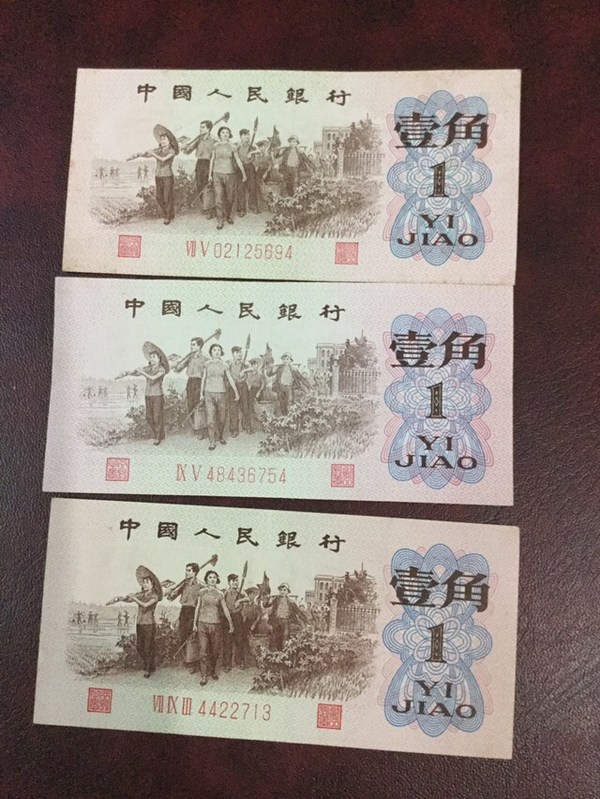 中國人民銀行
壹角
1
YI
JIAO
Ⅶ Ⅴ 02125694
中國人民銀行
壹角
1
YI
JIAO
Ⅸ Ⅴ 48436754
中國人民銀行
壹角
1
YI
JIAO
Ⅶ Ⅸ Ⅲ 4422713